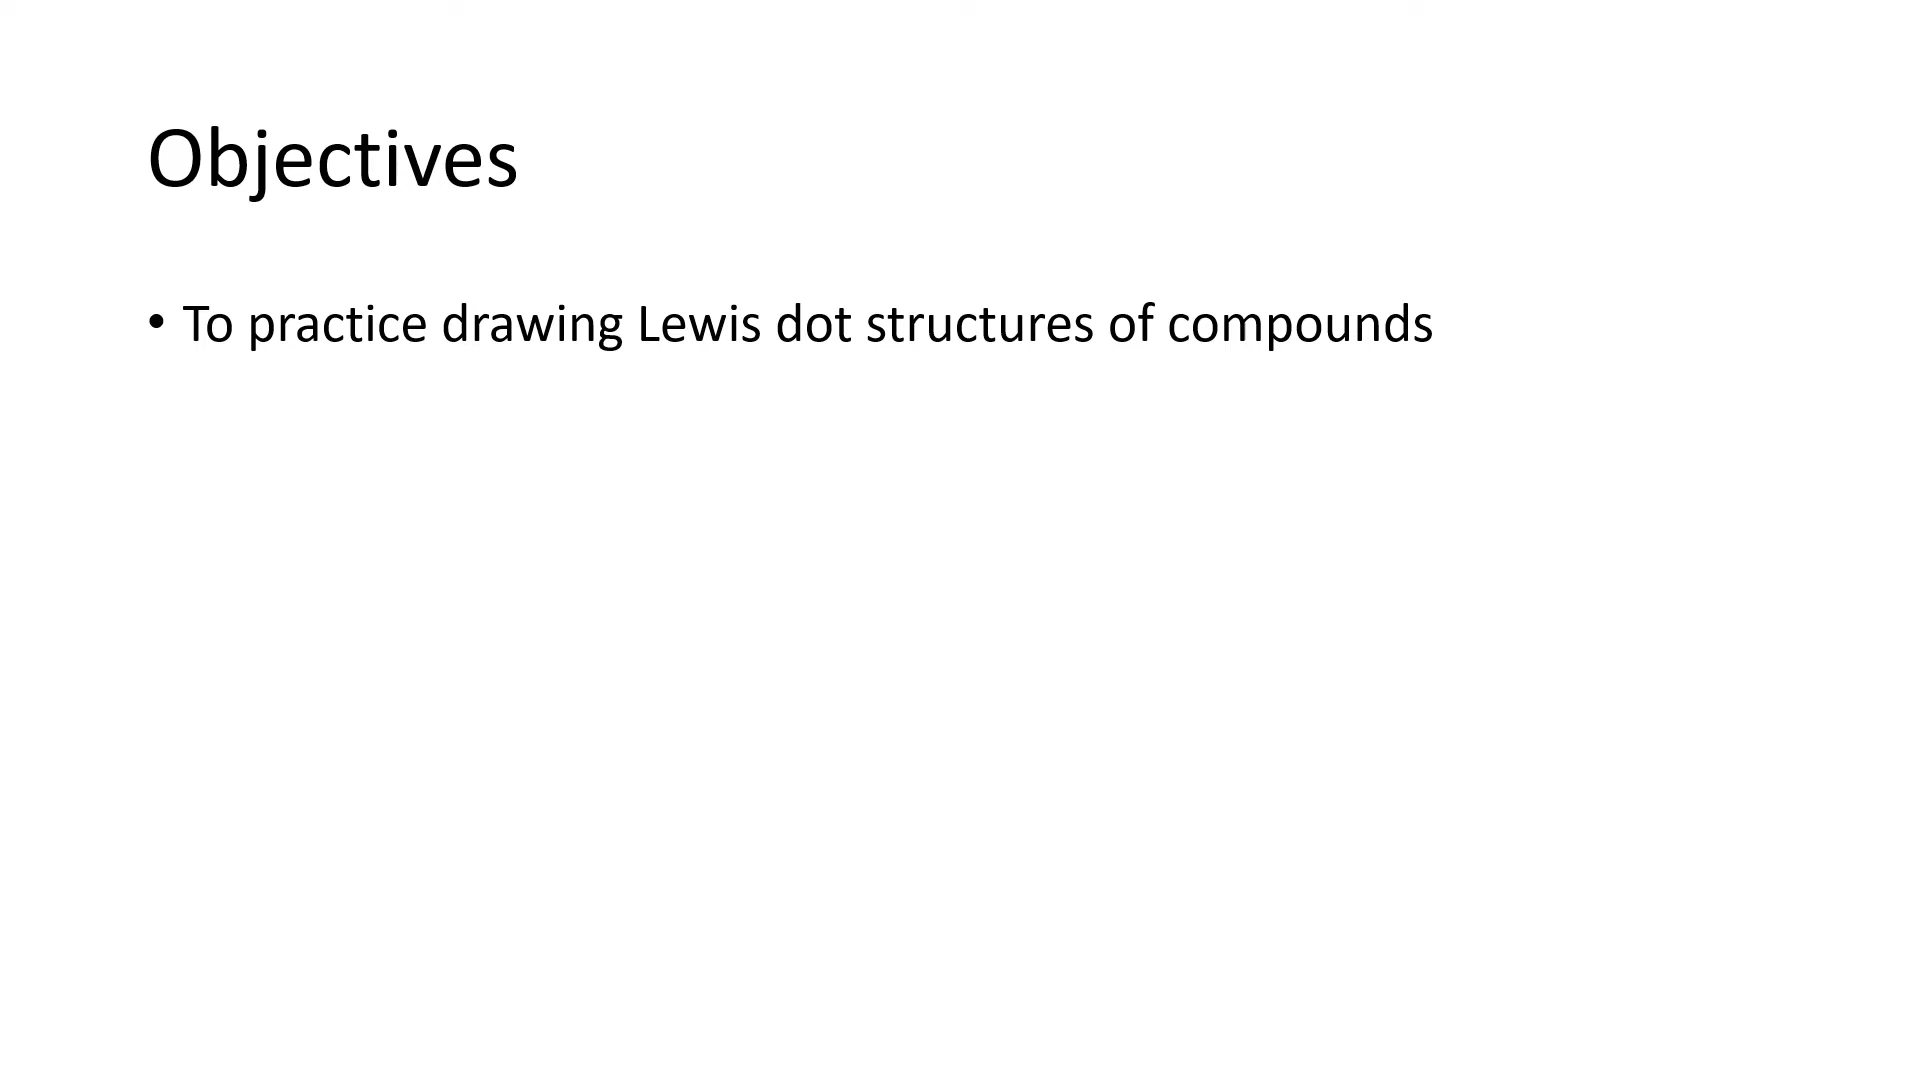 Objectives
• To practice drawing Lewis dot structures of compounds